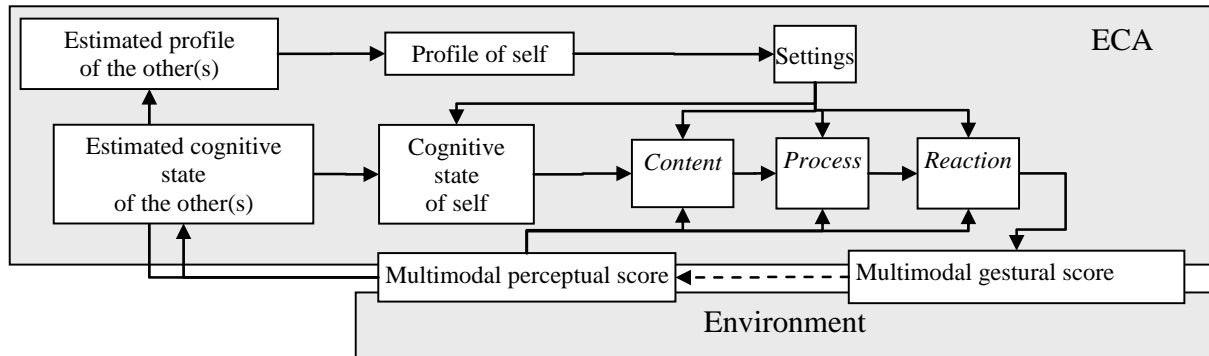 Estimated profile
of the other(s)
Profile of self
Settings
ECA
Estimated cognitive
state
of the other(s)
Cognitive
state
of self
Content
Process
Reaction
Multimodal perceptual score
Multimodal gestural score
Environment